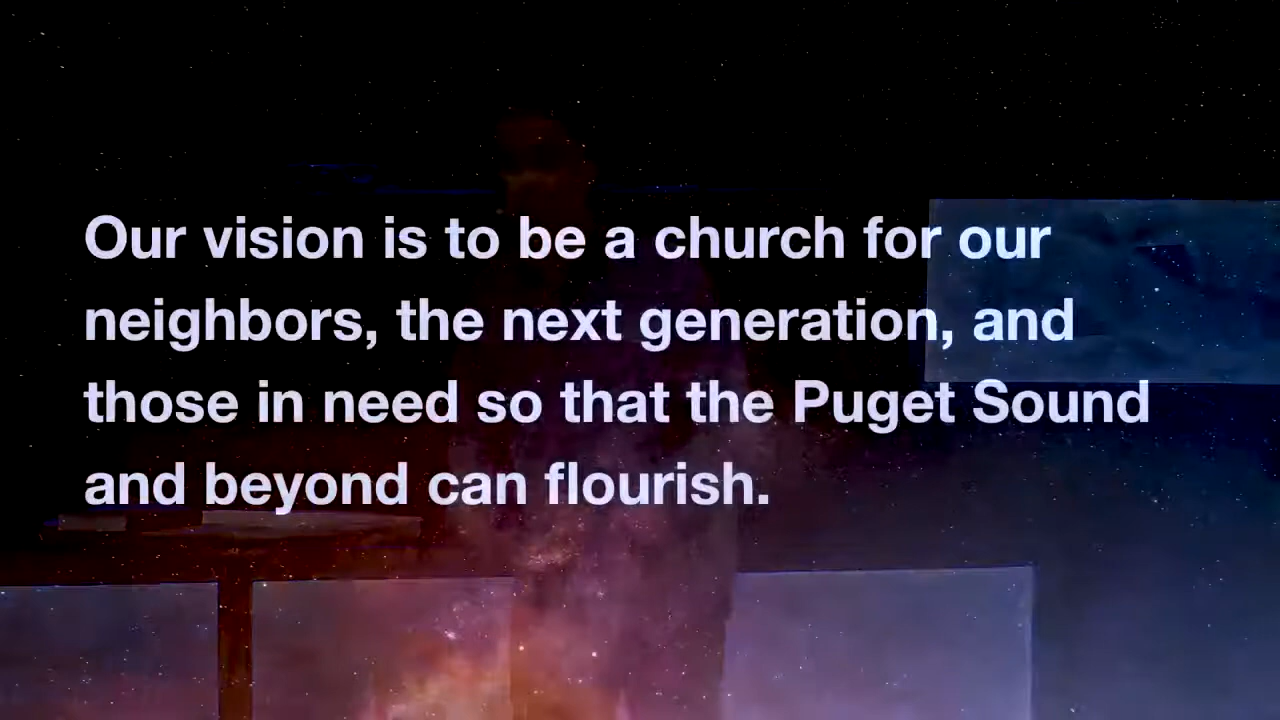 Our vision is to be a church for our
neighbors, the next generation, and
those in need so that the Puget Sound
and beyond can flourish.